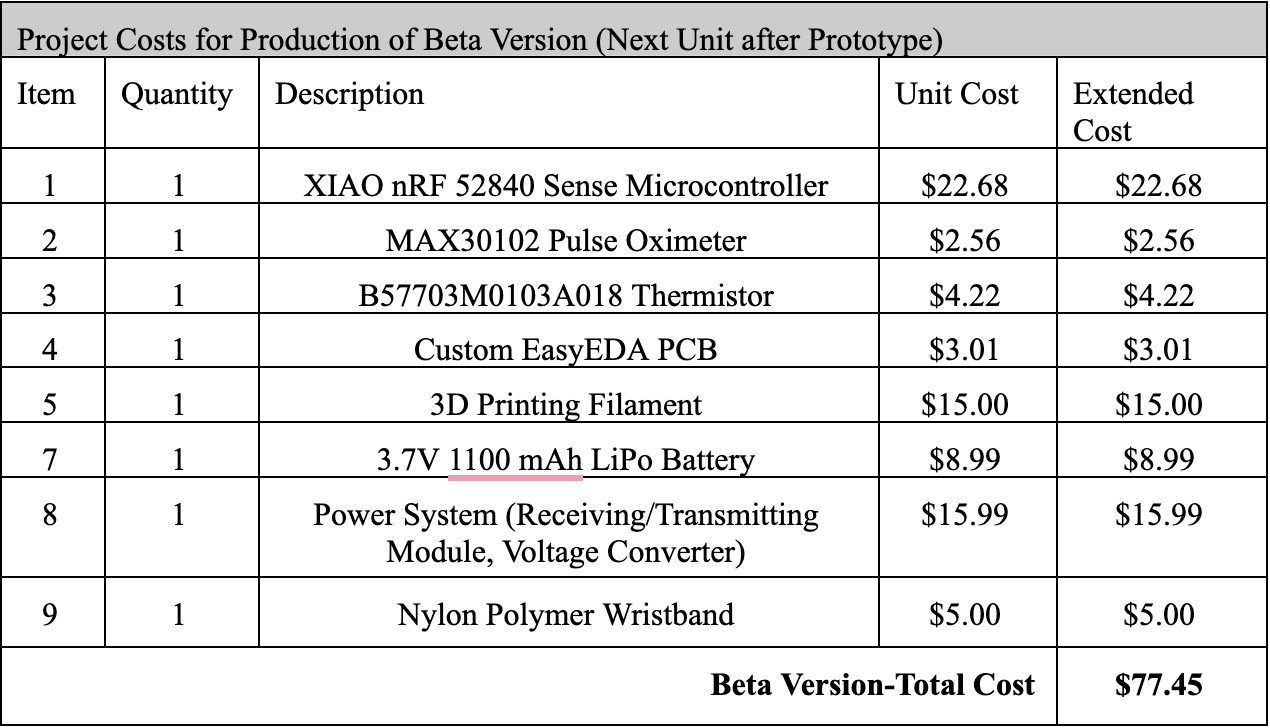 Project Costs for Production of Beta Version (Next Unit after Prototype)
Item Quantity Description Unit Cost Extended
Cost
1 1 XIAO nRF 52840 Sense Microcontroller $22.68 $22.68
2 1 MAX30102 Pulse Oximeter $2.56 $2.56
3 1 B57703M0103A018 Thermistor $4.22 $4.22
4 1 Custom EasyEDA PCB $3.01 $3.01
5 1 3D Printing Filament $15.00 $15.00
7 1 3.7V 1100 mAh LiPo Battery $8.99 $8.99
8 1 Power System (Receiving/Transmitting $15.99 $15.99
Module, Voltage Converter)
9 1 Nylon Polymer Wristband $5.00 $5.00
Beta Version-Total Cost $77.45